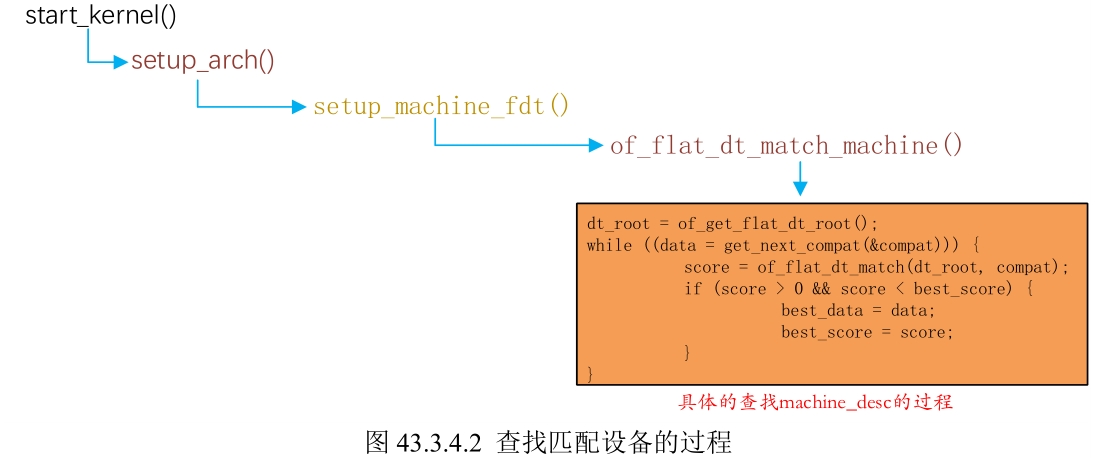 start_kernel()
setup_arch()
setup_machine_fdt()
of_flat_dt_match_machine()
dt_root = of_get_flat_dt_root();
while ((data = get_next_compat(&compat))) {
score = of_flat_dt_match(dt_root, compat);
if (score > 0 && score < best_score) {
best_data = data;
best_score = score;
}
}
具体的查找machine_desc的过程
图 43.3.4.2 查找匹配设备的过程